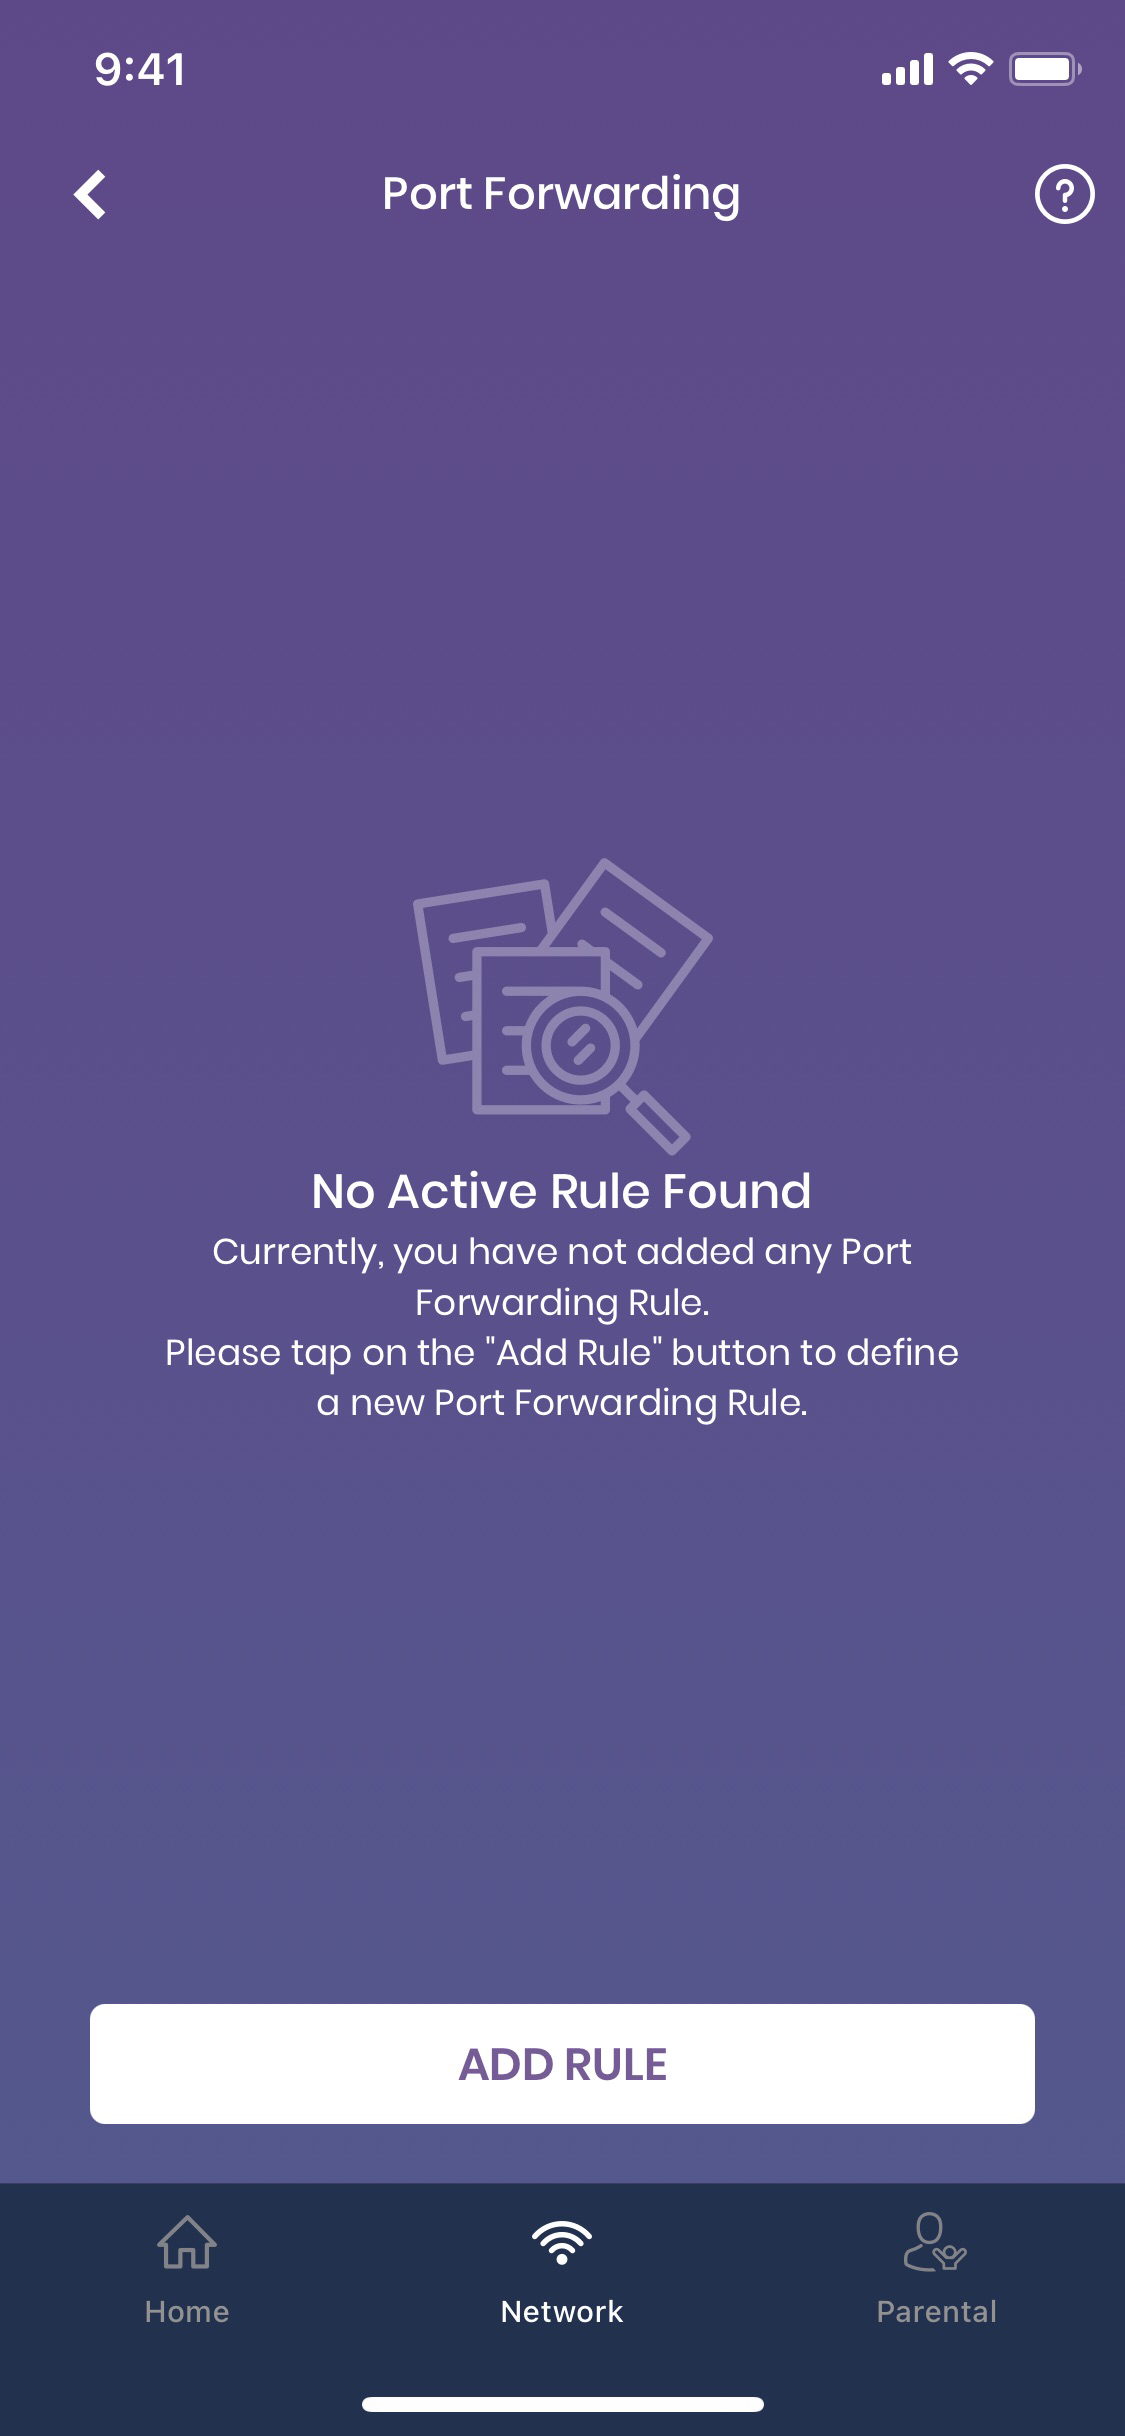 9:41
Port Forwarding
?
No Active Rule Found
Currently, you have not added any Port
Forwarding Rule.
Please tap on the "Add Rule" button to define
a new Port Forwarding Rule.
ADD RULE
Home
Network
Parental